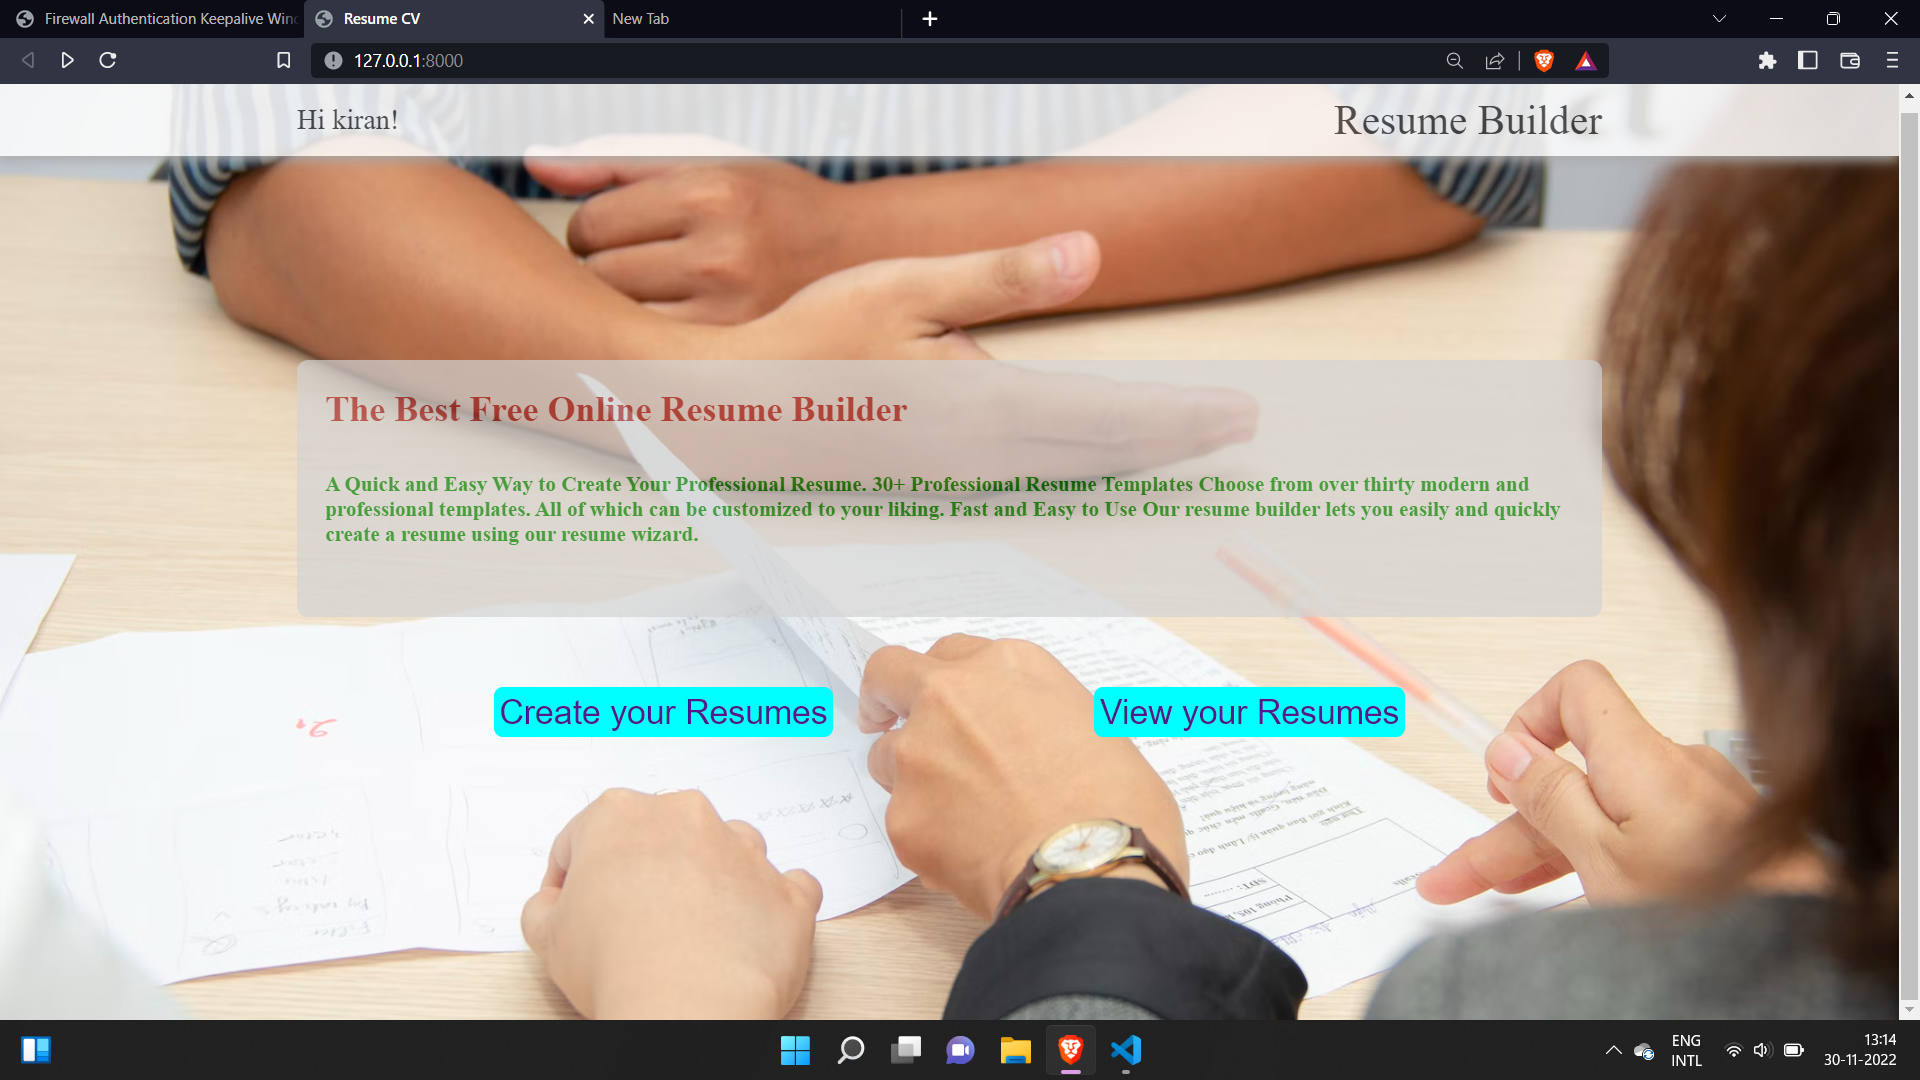 Firewall Authentication Keepalive Win
Resume CV
New Tab
127.0.0.1:8000
Hi kiran!
Resume Builder
The Best Free Online Resume Builder
A Quick and Easy Way to Create Your Professional Resume. 30+ Professional Resume Templates Choose from over thirty modern and
professional templates. All of which can be customized to your liking. Fast and Easy to Use Our resume builder lets you easily and quickly
create a resume using our resume wizard.
Create your Resumes
View your Resumes
ENG
INTL
13:14
30-11-2022